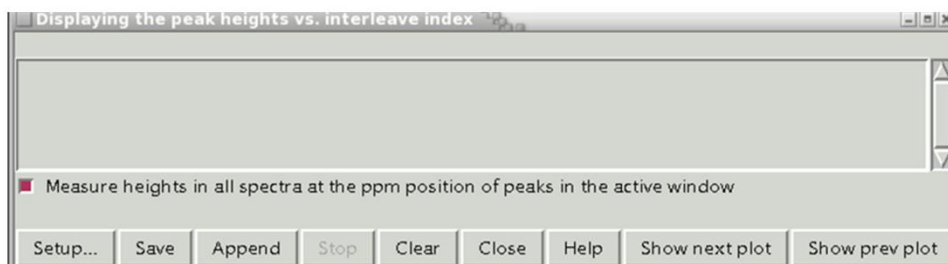 Displaying the peak heights vs. interleave index
Measure heights in all spectra at the ppm position of peaks in the active window
Setup... Save Append Stop Clear Close Help Show next plot Show prev plot